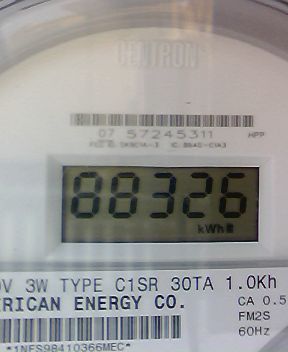 CENTRON
07 57245311 HPP
88326
kWh
0V 3W TYPE C1SR 30TA 1.0Kh
ERICAN ENERGY CO.
CA 0.5
FM2S
60Hz
*1NFS98410366MEC*